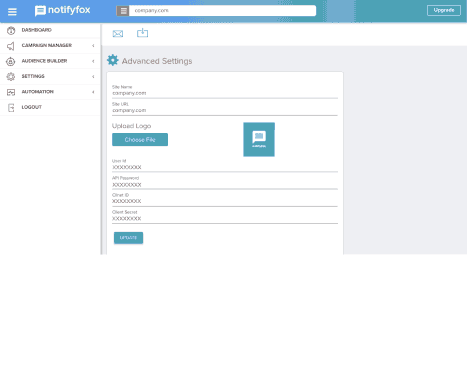 notifyfox
company.com
Upgrade
DASHBOARD
CAMPAIGN MANAGER
AUDIENCE BUILDER
SETTINGS
AUTOMATION
LOGOUT
Advanced Settings
Site Name
company.com
Site URL
company.com
Upload Logo
Choose File
User Id
XXXXXXXX
API Password
XXXXXXXX
Clinet ID
XXXXXXXX
Client Secret
XXXXXXXX
UPDATE